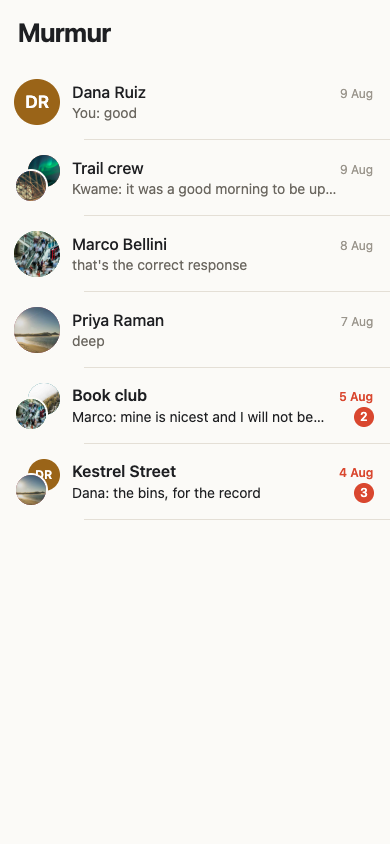 Murmur
DR
Dana Ruiz
9 Aug
You: good
Trail crew
9 Aug
Kwame: it was a good morning to be up…
Marco Bellini
8 Aug
that's the correct response
Priya Raman
7 Aug
deep
Book club
5 Aug
Marco: mine is nicest and I will not be…
2
DR
Kestrel Street
4 Aug
Dana: the bins, for the record
3